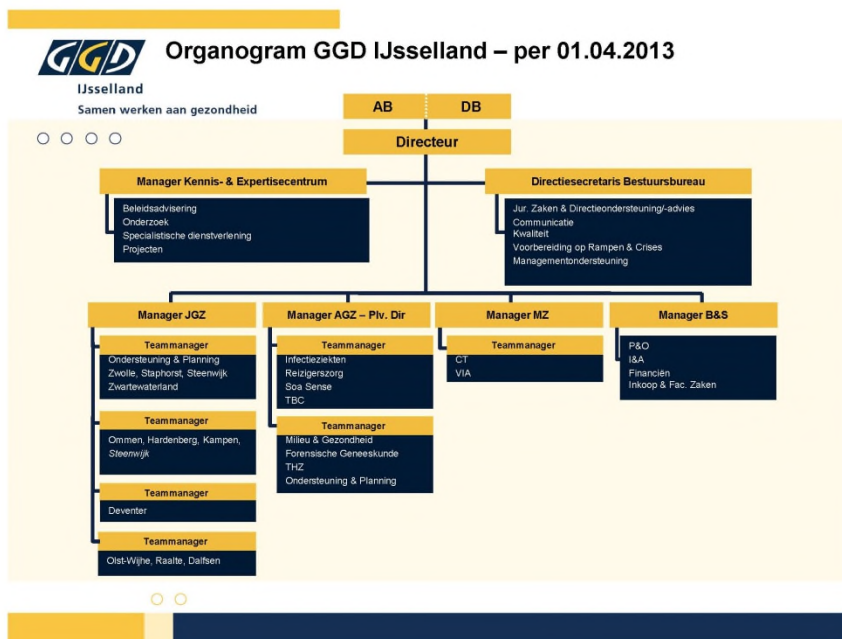 GGD
IJsselland
Samen werken aan gezondheid
Organogram GGD IJsselland – per 01.04.2013
AB DB
Directeur
Manager Kennis- & Expertisecentrum
Beleidsadvisering
Onderzoek
Specialistische dienstverlening
Projecten
Directiesecretaris Bestuursbureau
Jur. Zaken & Directieondersteuning/-advies
Communicatie
Kwaliteit
Voorbereiding op Rampen & Crises
Managementondersteuning
Manager JGZ
Teammanager
Ondersteuning & Planning
Zwolle, Staphorst, Steenwijk
Zwartewaterland
Teammanager
Ommen, Hardenberg, Kampen,
Steenwijk
Teammanager
Deventer
Teammanager
Olst-Wijhe, Raalte, Dalfsen
Manager AGZ – Plv. Dir
Teammanager
Infectieziekten
Reizigerszorg
Soa Sense
TBC
Teammanager
Milieu & Gezondheid
Forensische Geneeskunde
THZ
Ondersteuning & Planning
Manager MZ
Teammanager
CT
VIA
Manager B&S
P&O
I&A
Financiën
Inkoop & Fac. Zaken